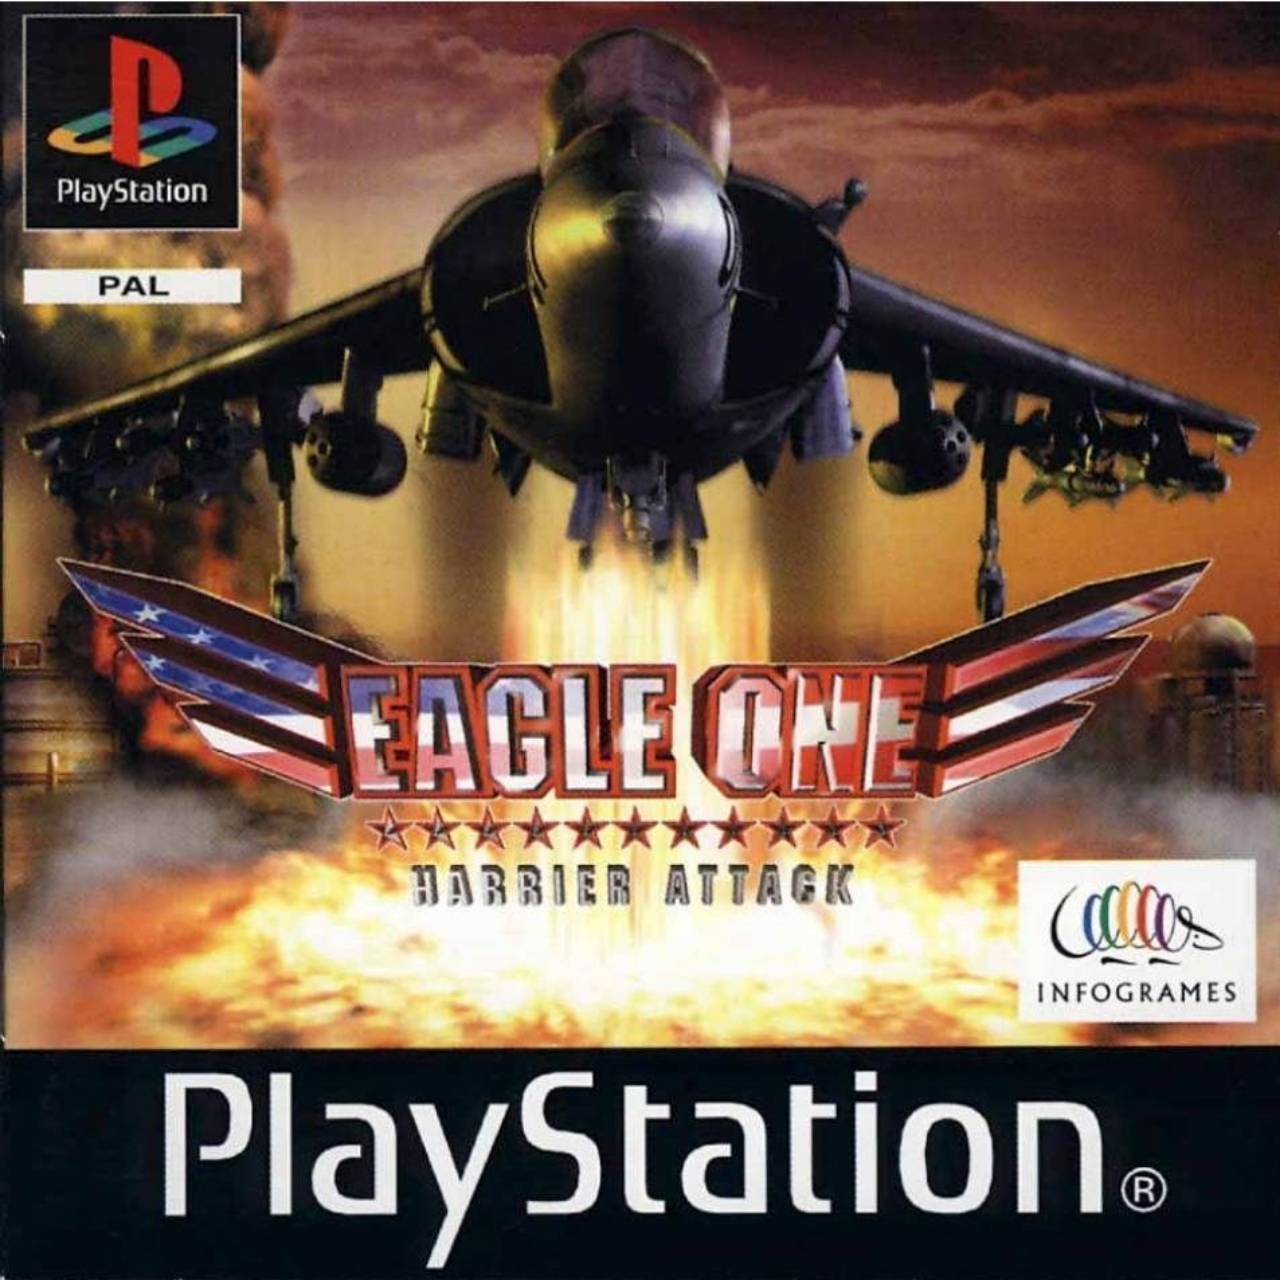 PlayStation
PAL
EAGLE ONE
HARRIER ATTACK
INFOGRAMES
PlayStation®